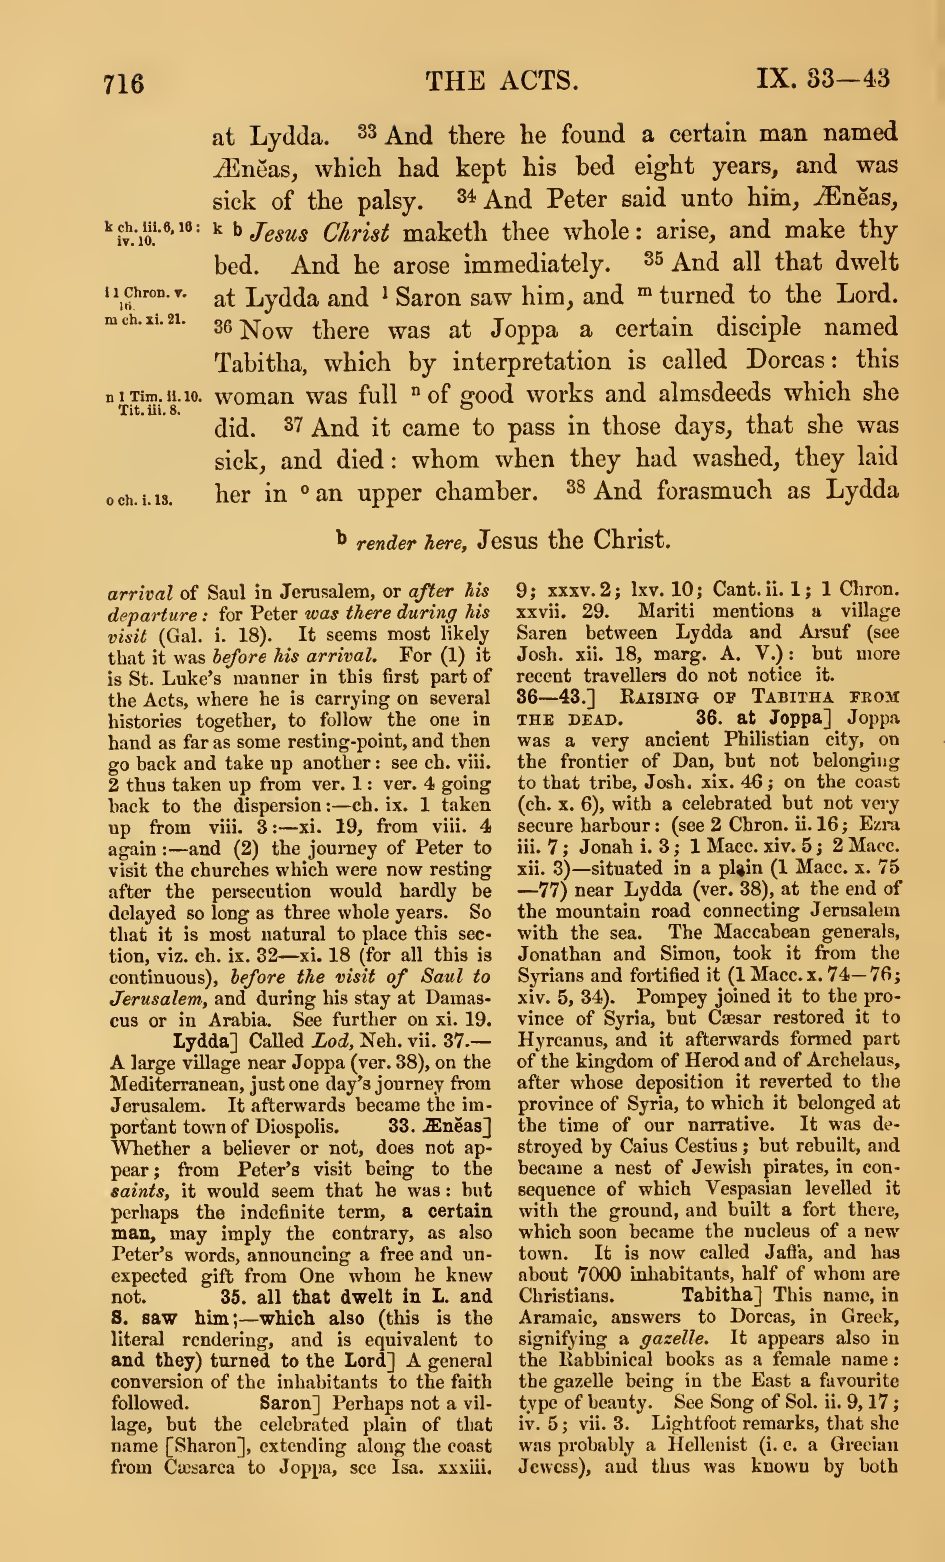 716
THE ACTS.
IX. 33—43
at Lydda. 33 And there he found a certain man named
Ænĕas, which had kept his bed eight years, and was
sick of the palsy. 34 And Peter said unto him, Ænĕas,
k ch. iii. 6, 16:
iv. 10.
k b Jesus Christ maketh thee whole: arise, and make thy
bed. And he arose immediately. 35 And all that dwelt
l 1 Chron. v.
16.
at Lydda and l Saron saw him, and m turned to the Lord.
m ch. xi. 21.
36 Now there was at Joppa a certain disciple named
Tabitha, which by interpretation is called Dorcas: this
n 1 Tim. ii. 10.
Tit. iii. 8.
woman was full n of good works and almsdeeds which she
did. 37 And it came to pass in those days, that she was
sick, and died: whom when they had washed, they laid
o ch. i. 13.
her in o an upper chamber. 38 And forasmuch as Lydda
b render here, Jesus the Christ.
arrival of Saul in Jerusalem, or after his
departure: for Peter was there during his
visit (Gal. i. 18). It seems most likely
that it was before his arrival. For (1) it
is St. Luke's manner in this first part of
the Acts, where he is carrying on several
histories together, to follow the one in
hand as far as some resting-point, and then
go back and take up another: see ch. viii.
2 thus taken up from ver. 1: ver. 4 going
back to the dispersion:—ch. ix. 1 taken
up from viii. 3:—xi. 19, from viii. 4
again:—and (2) the journey of Peter to
visit the churches which were now resting
after the persecution would hardly be
delayed so long as three whole years. So
that it is most natural to place this sec-
tion, viz. ch. ix. 32—xi. 18 (for all this is
continuous), before the visit of Saul to
Jerusalem, and during his stay at Damas-
cus or in Arabia. See further on xi. 19.
Lydda] Called Lod, Neh. vii. 37.—
A large village near Joppa (ver. 38), on the
Mediterranean, just one day's journey from
Jerusalem. It afterwards became the im-
portant town of Diospolis. 33. Ænĕas]
Whether a believer or not, does not ap-
pear; from Peter's visit being to the
saints, it would seem that he was: but
perhaps the indefinite term, a certain
man, may imply the contrary, as also
Peter's words, announcing a free and un-
expected gift from One whom he knew
not. 35. all that dwelt in L. and
S. saw him;—which also (this is the
literal rendering, and is equivalent to
and they) turned to the Lord] A general
conversion of the inhabitants to the faith
followed. Saron] Perhaps not a vil-
lage, but the celebrated plain of that
name [Sharon], extending along the coast
from Cæsarea to Joppa, see Isa. xxxiii.
9; xxxv. 2; lxv. 10; Cant. ii. 1; 1 Chron.
xxvii. 29. Mariti mentions a village
Saren between Lydda and Arsuf (see
Josh. xii. 18, marg. A. V.): but more
recent travellers do not notice it.
36—43.] RAISING OF TABITHA FROM
THE DEAD. 36. at Joppa] Joppa
was a very ancient Philistian city, on
the frontier of Dan, but not belonging
to that tribe, Josh. xix. 46; on the coast
(ch. x. 6), with a celebrated but not very
secure harbour: (see 2 Chron. ii. 16; Ezra
iii. 7; Jonah i. 3; 1 Macc. xiv. 5; 2 Macc.
xii. 3)—situated in a plain (1 Macc. x. 75
—77) near Lydda (ver. 38), at the end of
the mountain road connecting Jerusalem
with the sea. The Maccabean generals,
Jonathan and Simon, took it from the
Syrians and fortified it (1 Macc. x. 74—76;
xiv. 5, 34). Pompey joined it to the pro-
vince of Syria, but Cæsar restored it to
Hyrcanus, and it afterwards formed part
of the kingdom of Herod and of Archelaus,
after whose deposition it reverted to the
province of Syria, to which it belonged at
the time of our narrative. It was de-
stroyed by Caius Cestius; but rebuilt, and
became a nest of Jewish pirates, in con-
sequence of which Vespasian levelled it
with the ground, and built a fort there,
which soon became the nucleus of a new
town. It is now called Jaffa, and has
about 7000 inhabitants, half of whom are
Christians. Tabitha] This name, in
Aramaic, answers to Dorcas, in Greek,
signifying a gazelle. It appears also in
the Rabbinical books as a female name:
the gazelle being in the East a favourite
type of beauty. See Song of Sol. ii. 9, 17;
iv. 5; vii. 3. Lightfoot remarks, that she
was probably a Hellenist (i. e. a Grecian
Jewess), and thus was known by both